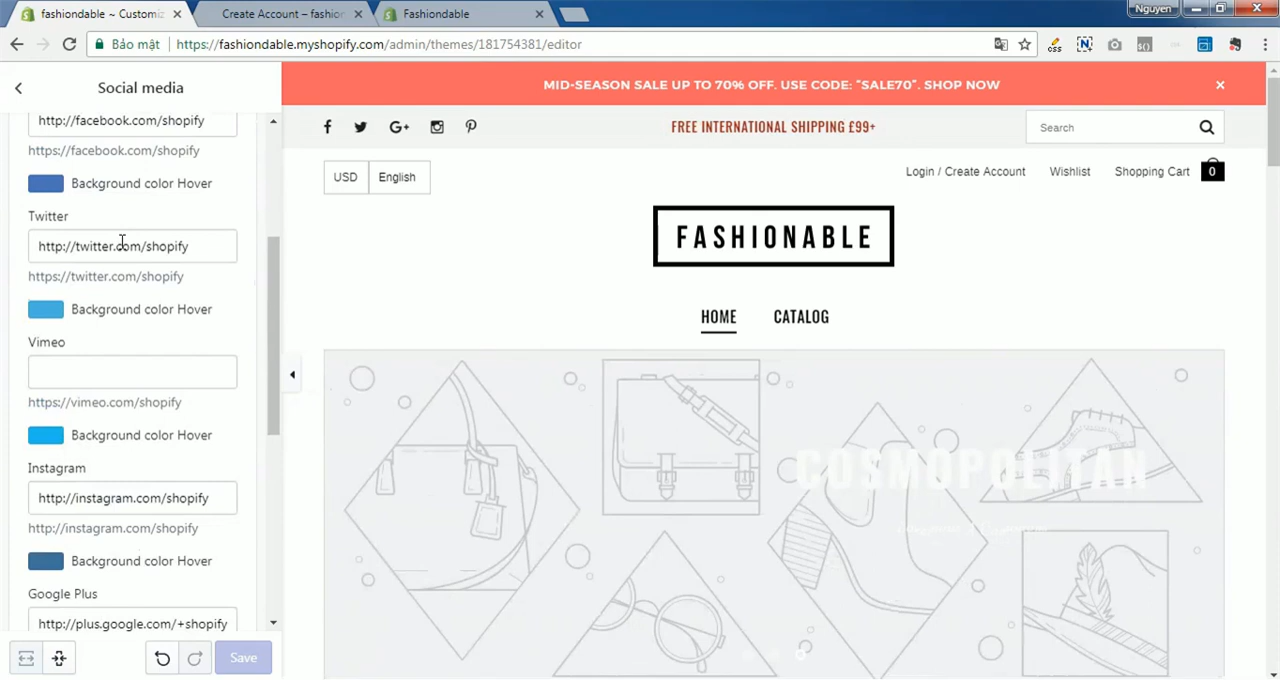 fashiondable ~ Customiz
Create Account – fashion
Fashiondable
Nguyen
Bảo mật
https://fashiondable.myshopify.com/admin/themes/181754381/editor
css
Social media
http://facebook.com/shopify
https://facebook.com/shopify
Background color Hover
Twitter
http://twitter.com/shopify
https://twitter.com/shopify
Background color Hover
Vimeo
https://vimeo.com/shopify
Background color Hover
Instagram
http://instagram.com/shopify
http://instagram.com/shopify
Background color Hover
Google Plus
http://plus.google.com/+shopify
Save
MID-SEASON SALE UP TO 70% OFF. USE CODE: “SALE70”. SHOP NOW
FREE INTERNATIONAL SHIPPING £99+
Search
USD
English
Login / Create Account
Wishlist
Shopping Cart
0
FASHIONABLE
HOME
CATALOG
COSMOPOLITAN